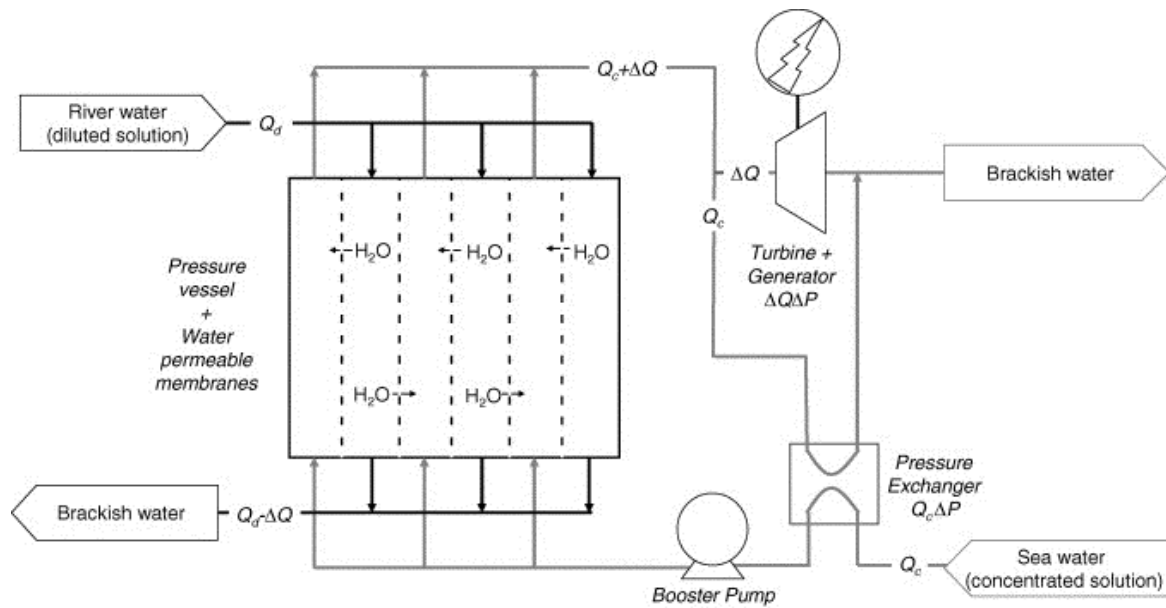 River water
(diluted solution)
Q_d
Q_c+ΔQ
ΔQ
Q_c
Brackish water
Turbine +
Generator
ΔQΔP
Pressure
vessel
+
Water
permeable
membranes
H₂O
H₂O
H₂O
H₂O
H₂O
Brackish water
Q_d-ΔQ
Booster Pump
Pressure
Exchanger
Q_cΔP
Q_c
Sea water
(concentrated solution)